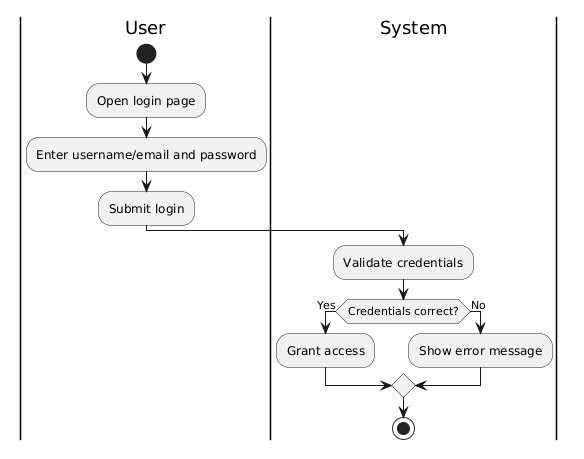 User
System
Open login page
Enter username/email and password
Submit login
Validate credentials
Yes
Credentials correct?
No
Grant access
Show error message